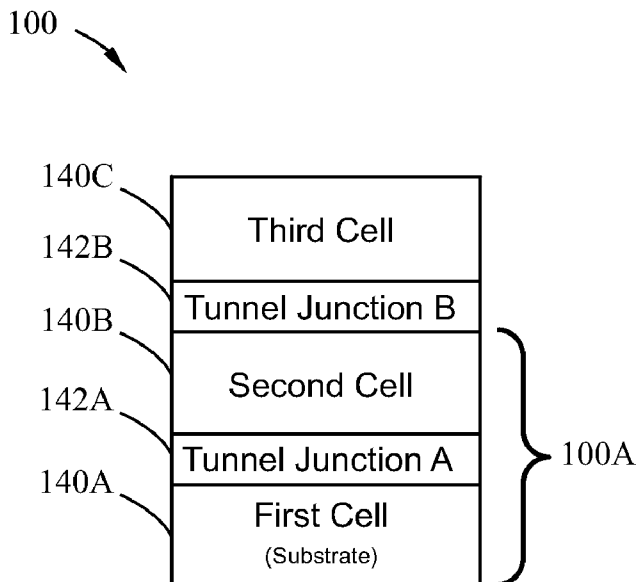 100
140C
Third Cell
142B
Tunnel Junction B
140B
Second Cell
142A
Tunnel Junction A
100A
140A
First Cell
(Substrate)